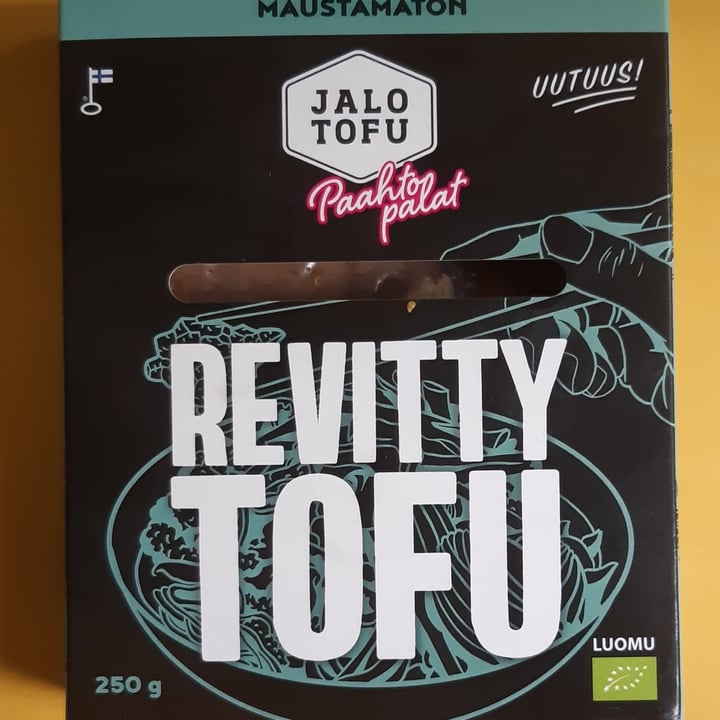 MAUSTAMATON
UUTUUS!
JALO
TOFU
Paahto
palat
REVITTY
TOFU
LUOMU
250 g